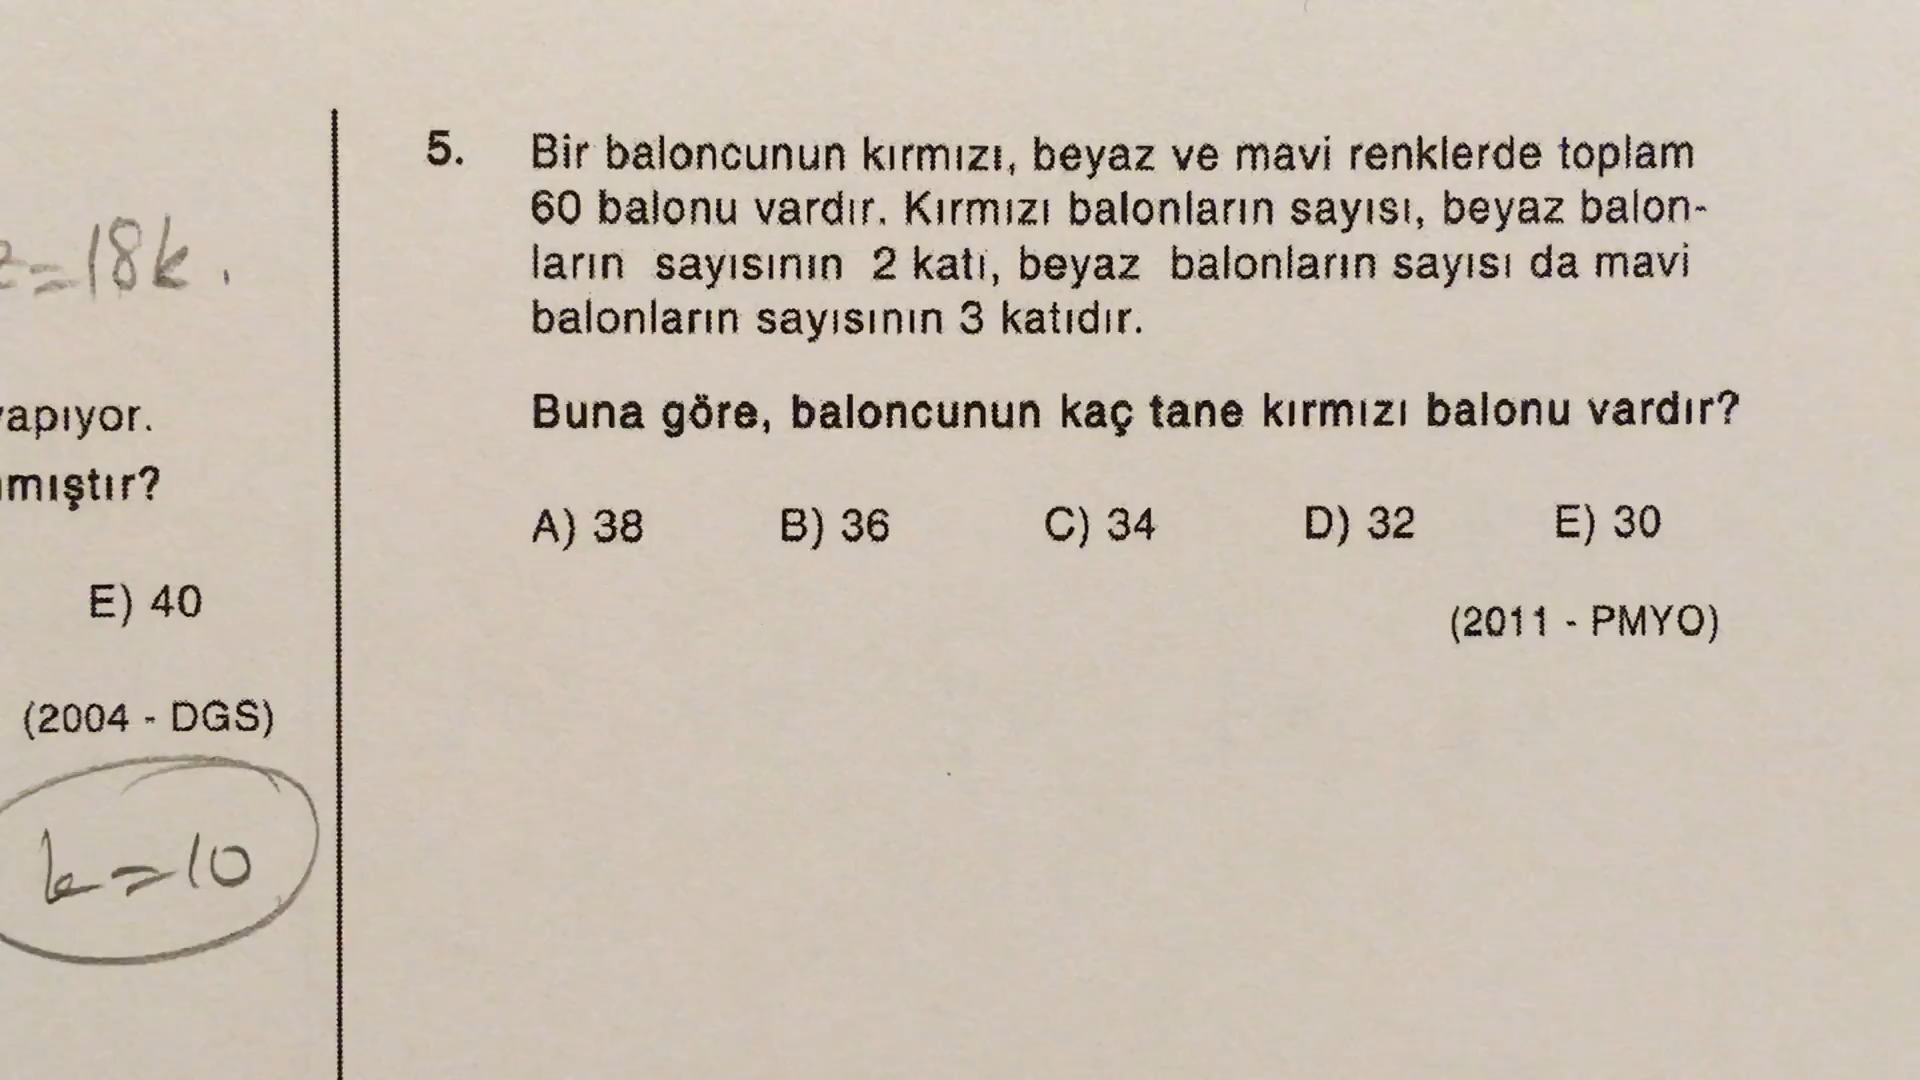 z=18k.
yapıyor.
mıştır?
E) 40
(2004 - DGS)
k=10
5. Bir baloncunun kırmızı, beyaz ve mavi renklerde toplam
60 balonu vardır. Kırmızı balonların sayısı, beyaz balon-
ların sayısının 2 katı, beyaz balonların sayısı da mavi
balonların sayısının 3 katıdır.
Buna göre, baloncunun kaç tane kırmızı balonu vardır?
A) 38 B) 36 C) 34 D) 32 E) 30
(2011 - PMYO)